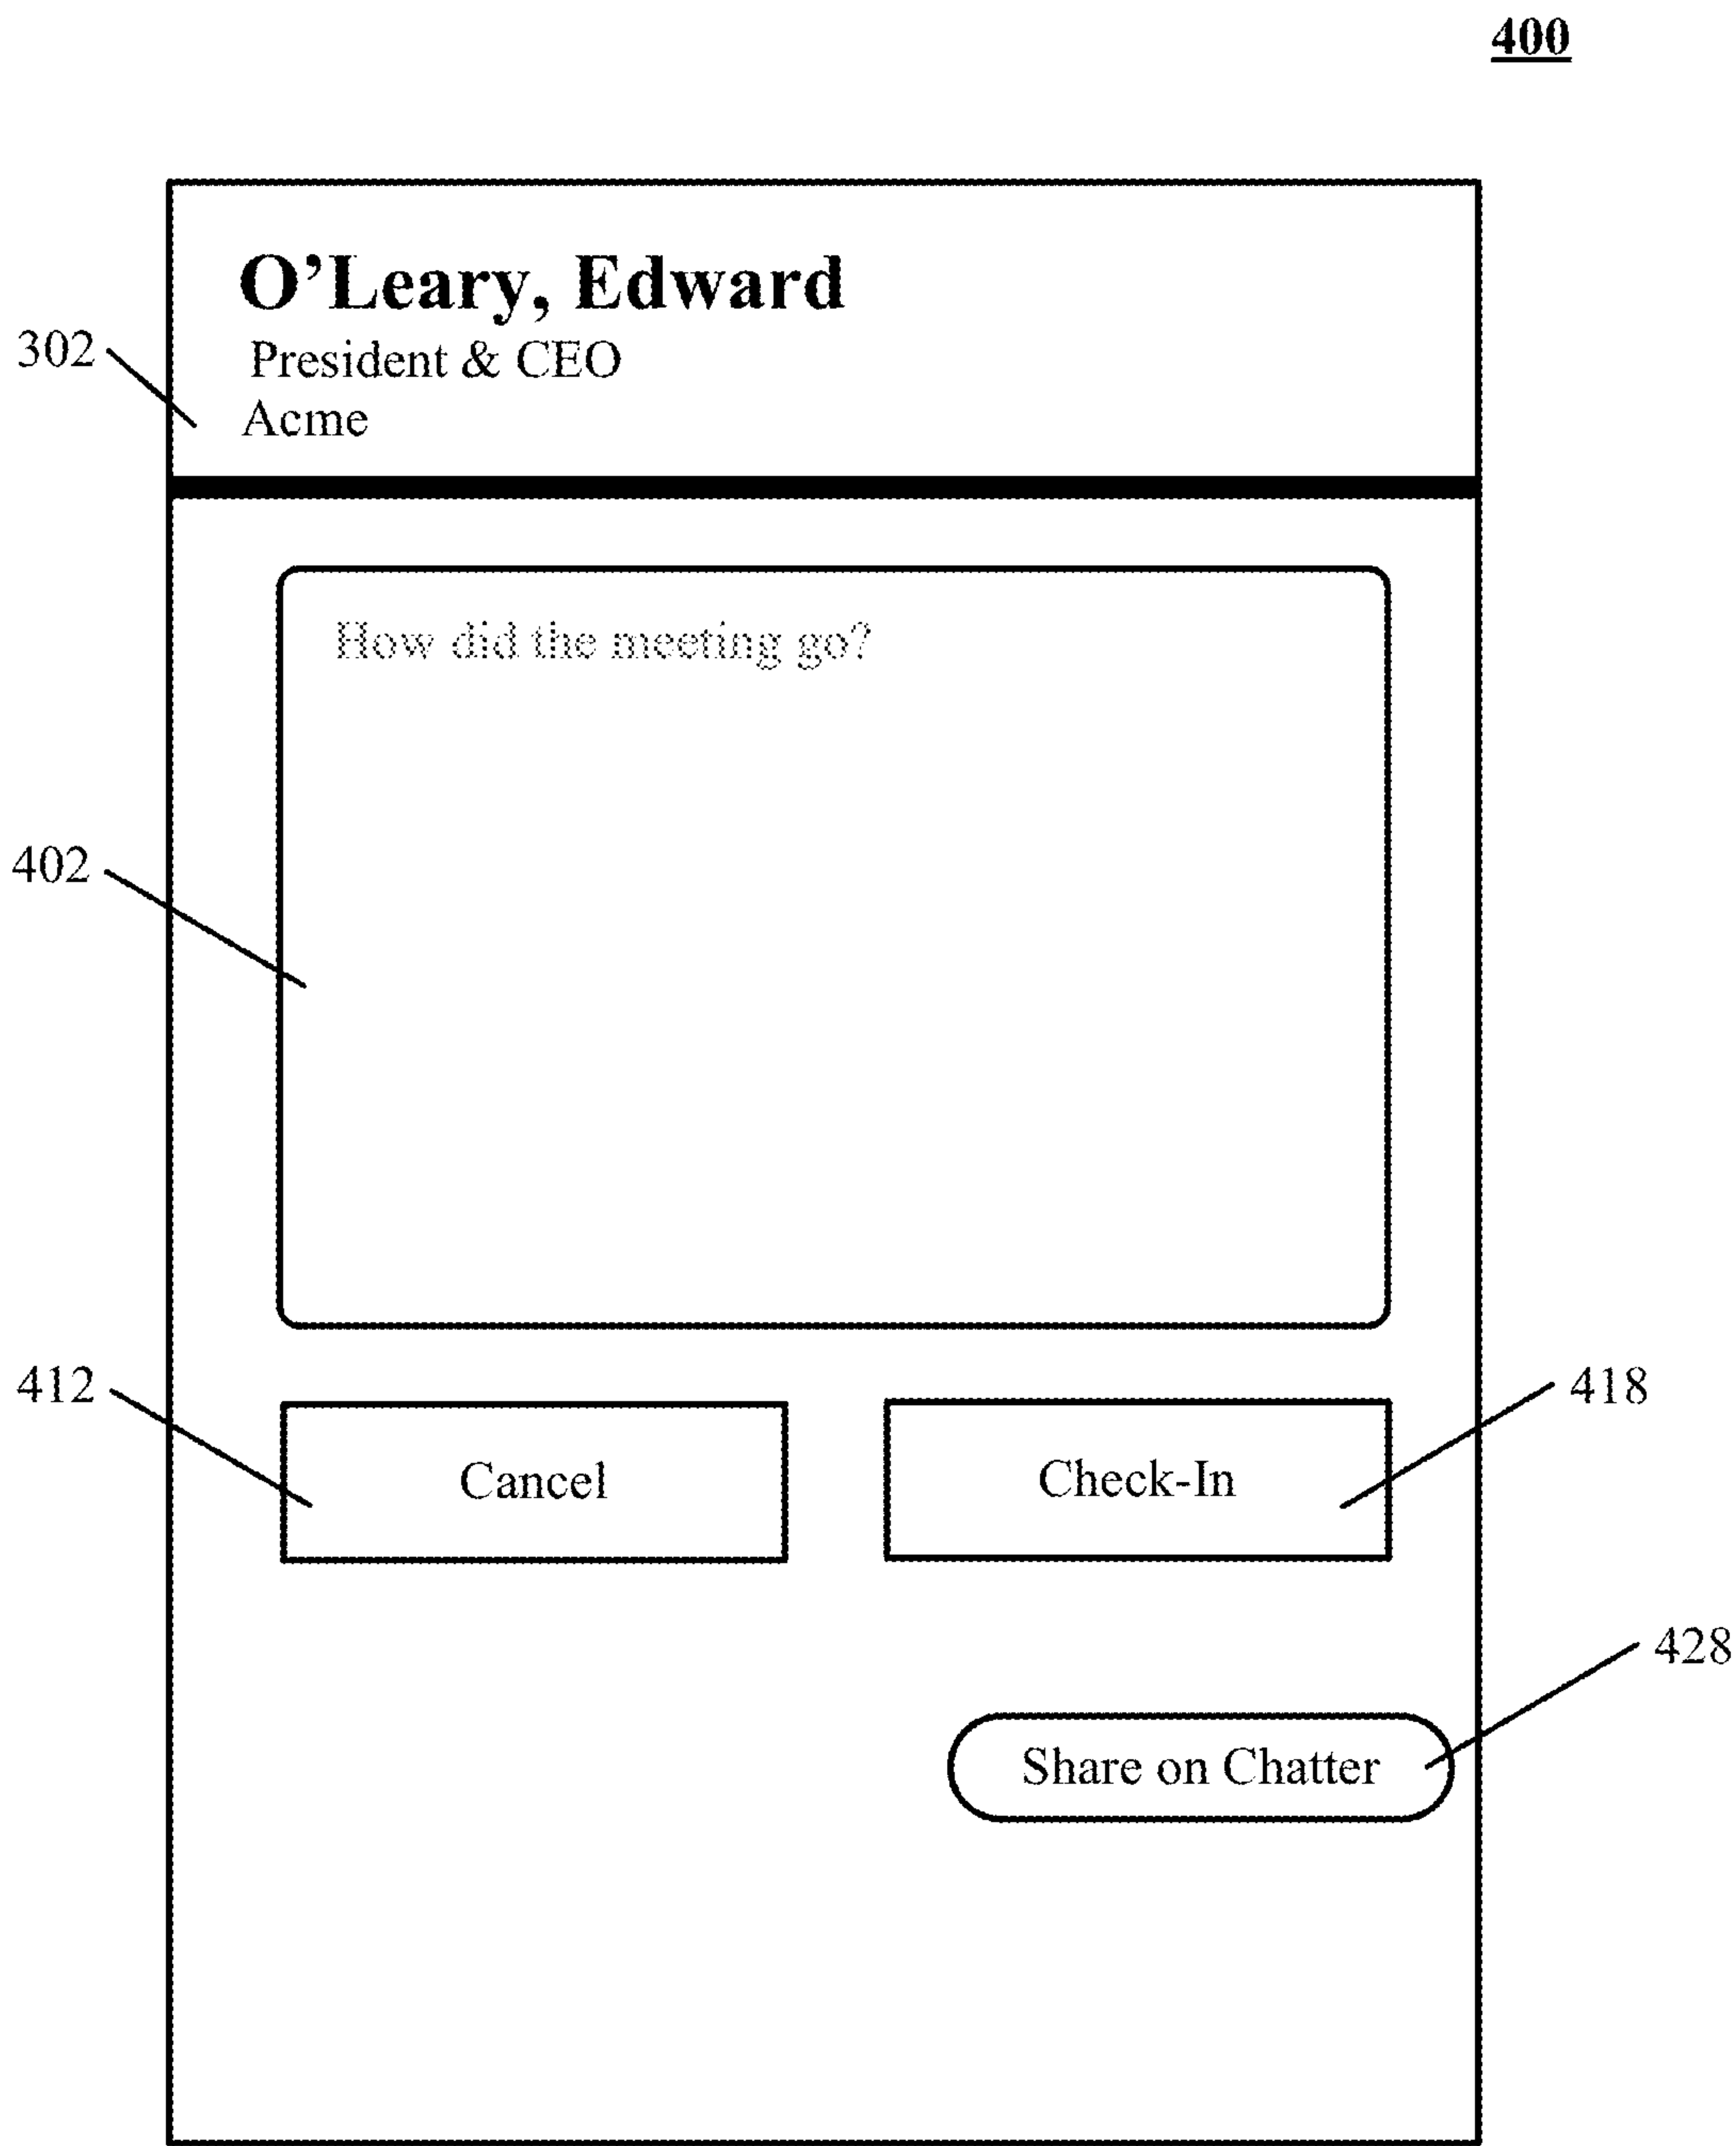 400
O’Leary, Edward
302
President & CEO
Acme
How did the meeting go?
402
412
418
Cancel
Check-In
428
Share on Chatter